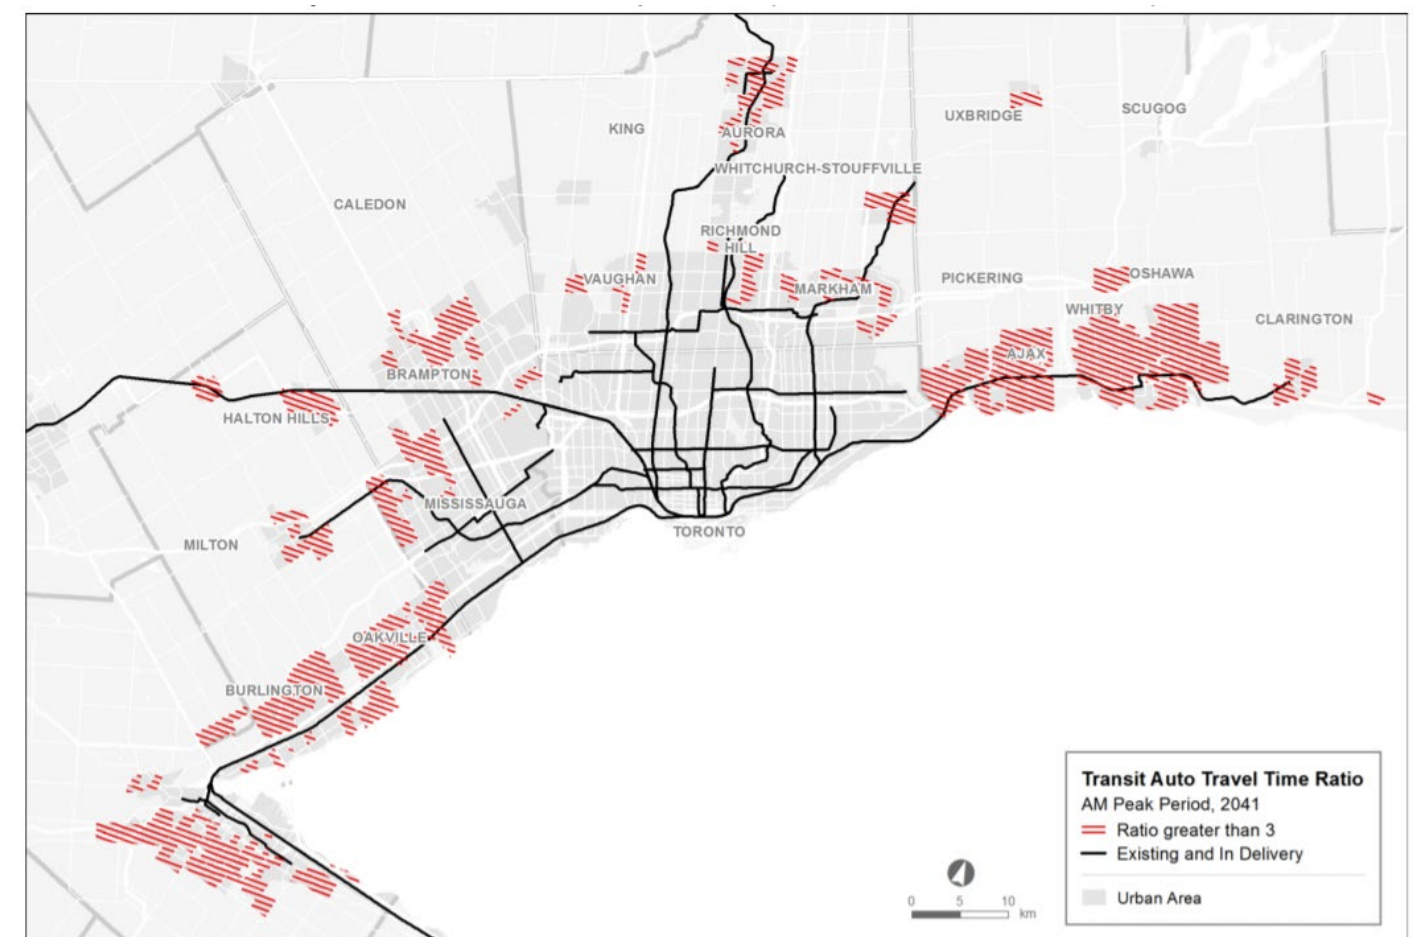 KING
AURORA
UXBRIDGE
SCUGOG
WHITCHURCH-STOUFFVILLE
CALEDON
RICHMOND
HILL
VAUGHAN
MARKHAM
PICKERING
OSHAWA
WHITBY
CLARINGTON
AJAX
BRAMPTON
HALTON HILLS
MISSISSAUGA
TORONTO
MILTON
OAKVILLE
BURLINGTON
Transit Auto Travel Time Ratio
AM Peak Period, 2041
Ratio greater than 3
Existing and In Delivery
Urban Area
0 5 10
km